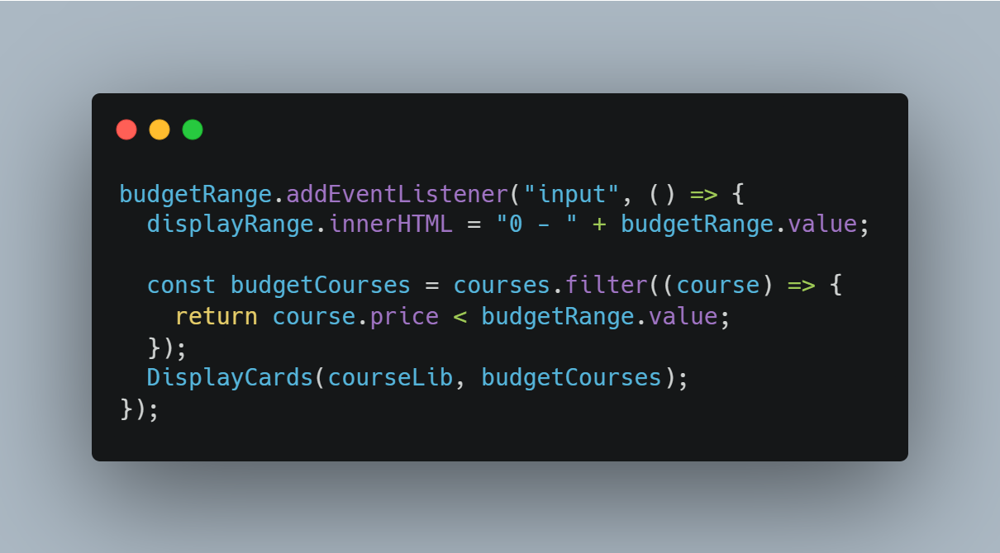 budgetRange.addEventListener("input", () => {
  displayRange.innerHTML = "0 - " + budgetRange.value;
  const budgetCourses = courses.filter((course) => {
    return course.price < budgetRange.value;
  });
  DisplayCards(courseLib, budgetCourses);
});